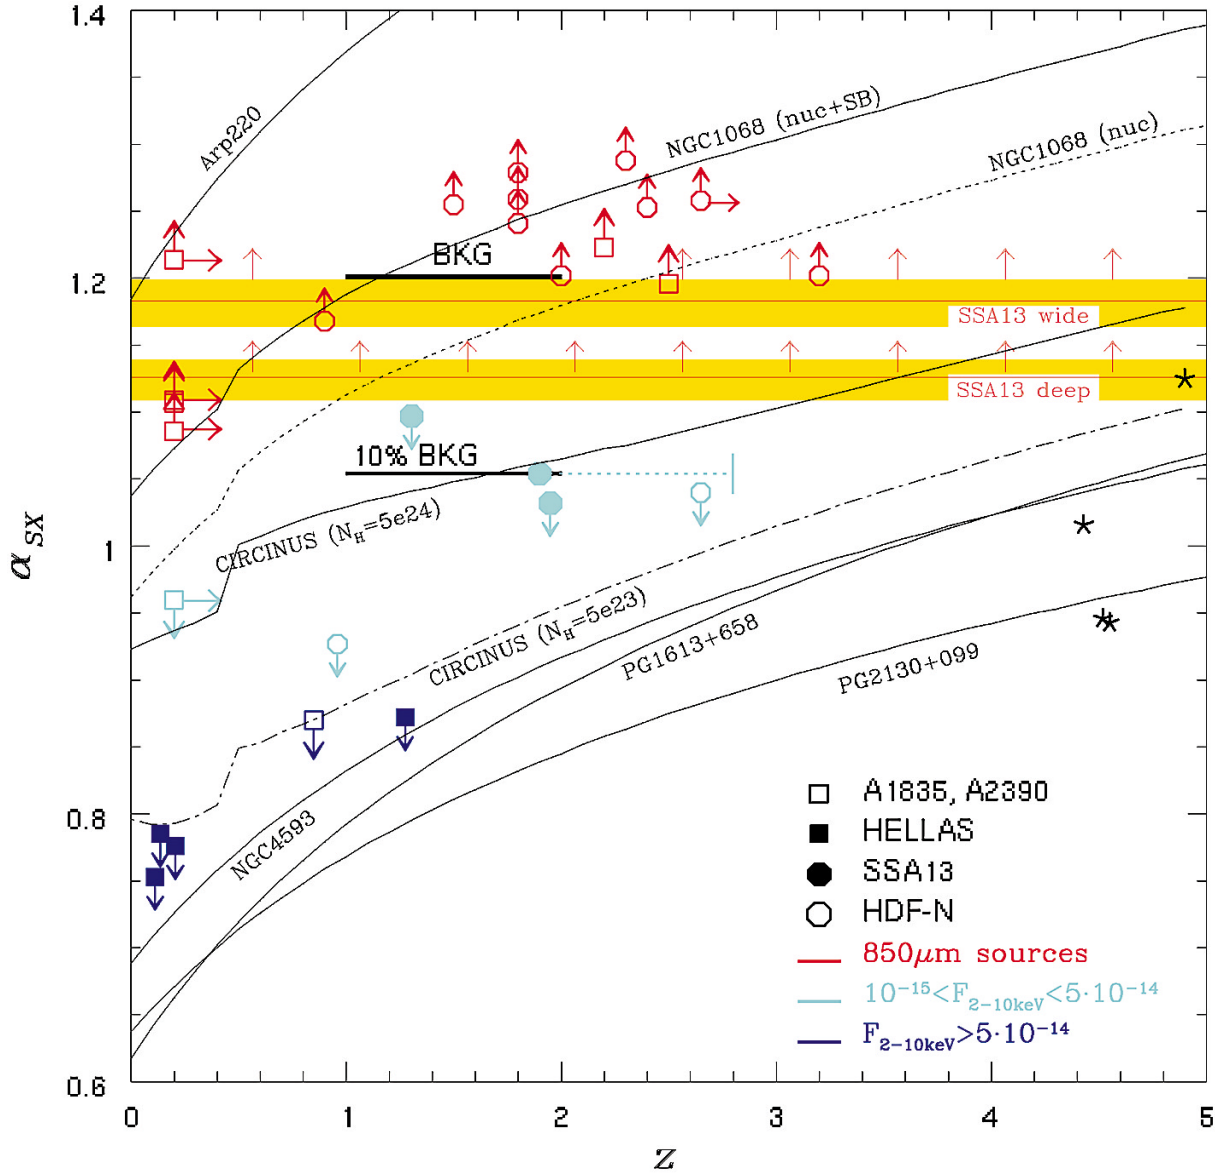 1.4
1.2
1
0.8
0.6
α_SX
0
1
2
3
4
5
z
Arp220
NGC1068 (nuc+SB)
NGC1068 (nuc)
BKG
SSA13 wide
SSA13 deep
10% BKG
CIRCINUS (N_H=5e24)
CIRCINUS (N_H=5e23)
PG1613+658
PG2130+099
NGC4593
A1835, A2390
HELLAS
SSA13
HDF-N
850μm sources
10⁻¹⁵<F_2−10keV<5·10⁻¹⁴
F_2−10keV>5·10⁻¹⁴